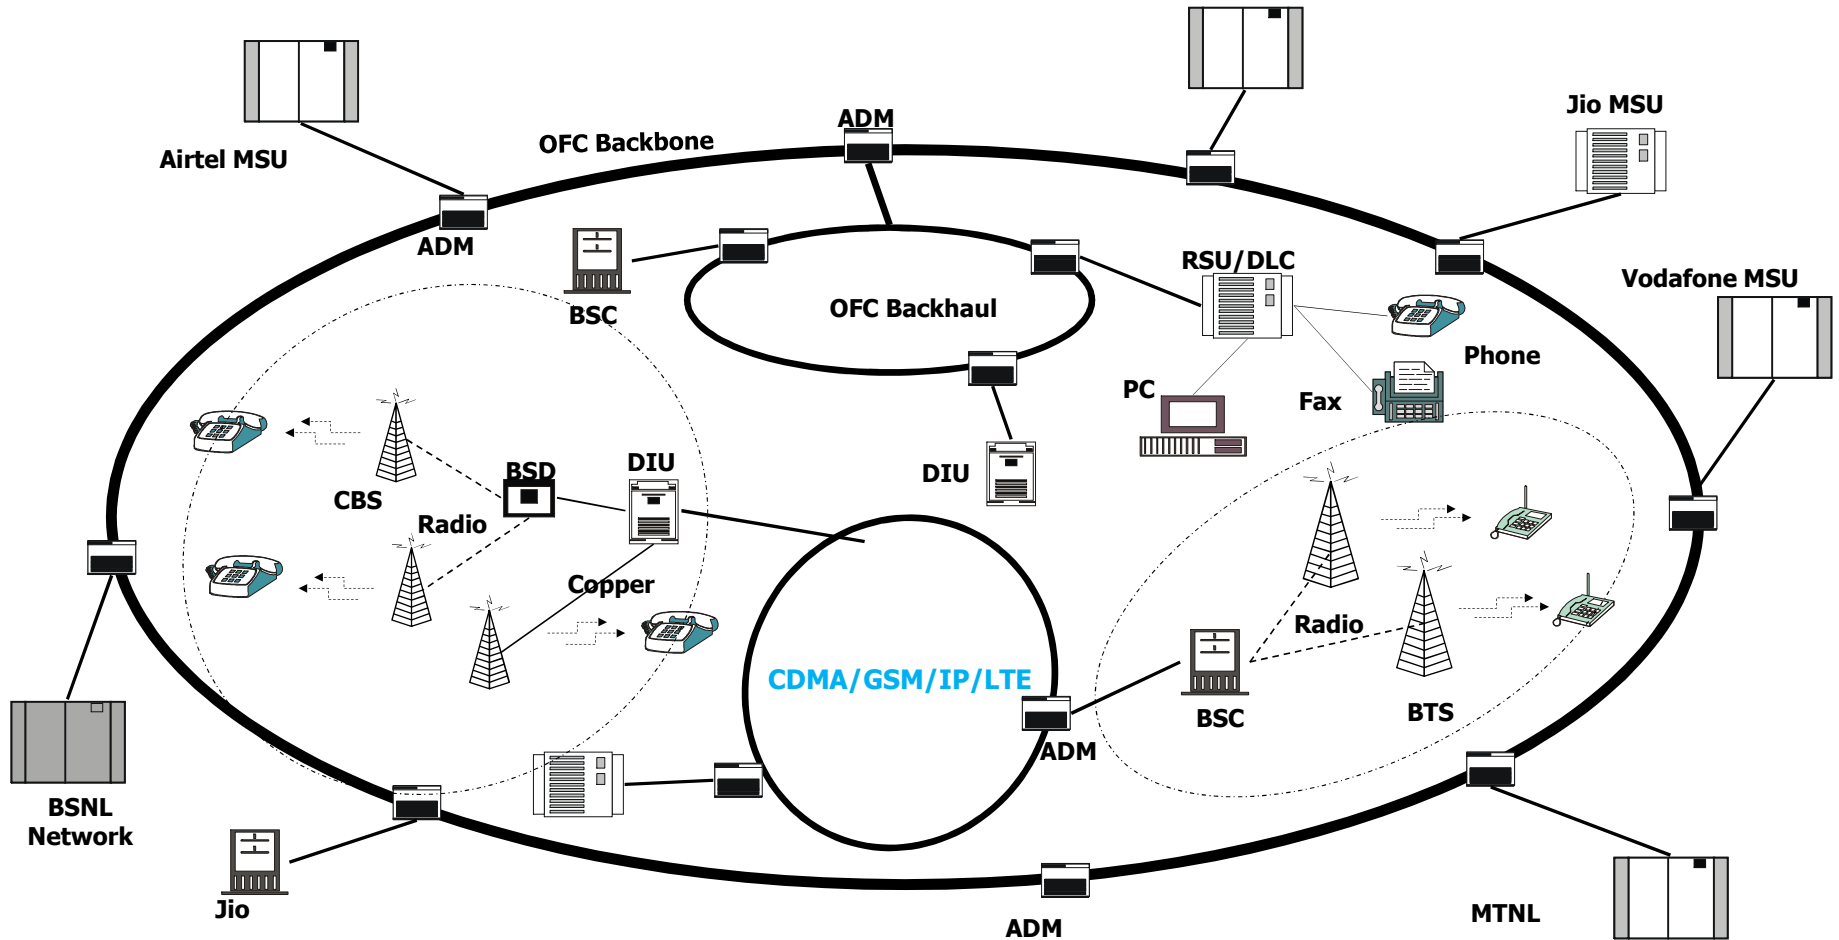 ADM
Jio MSU
OFC Backbone
Airtel MSU
ADM
RSU/DLC
Vodafone MSU
BSC
OFC Backhaul
Phone
PC
Fax
BSD
DIU
DIU
CBS
Radio
Copper
Radio
CDMA/GSM/IP/LTE
BSC
BTS
ADM
BSNL
Network
Jio
ADM
MTNL